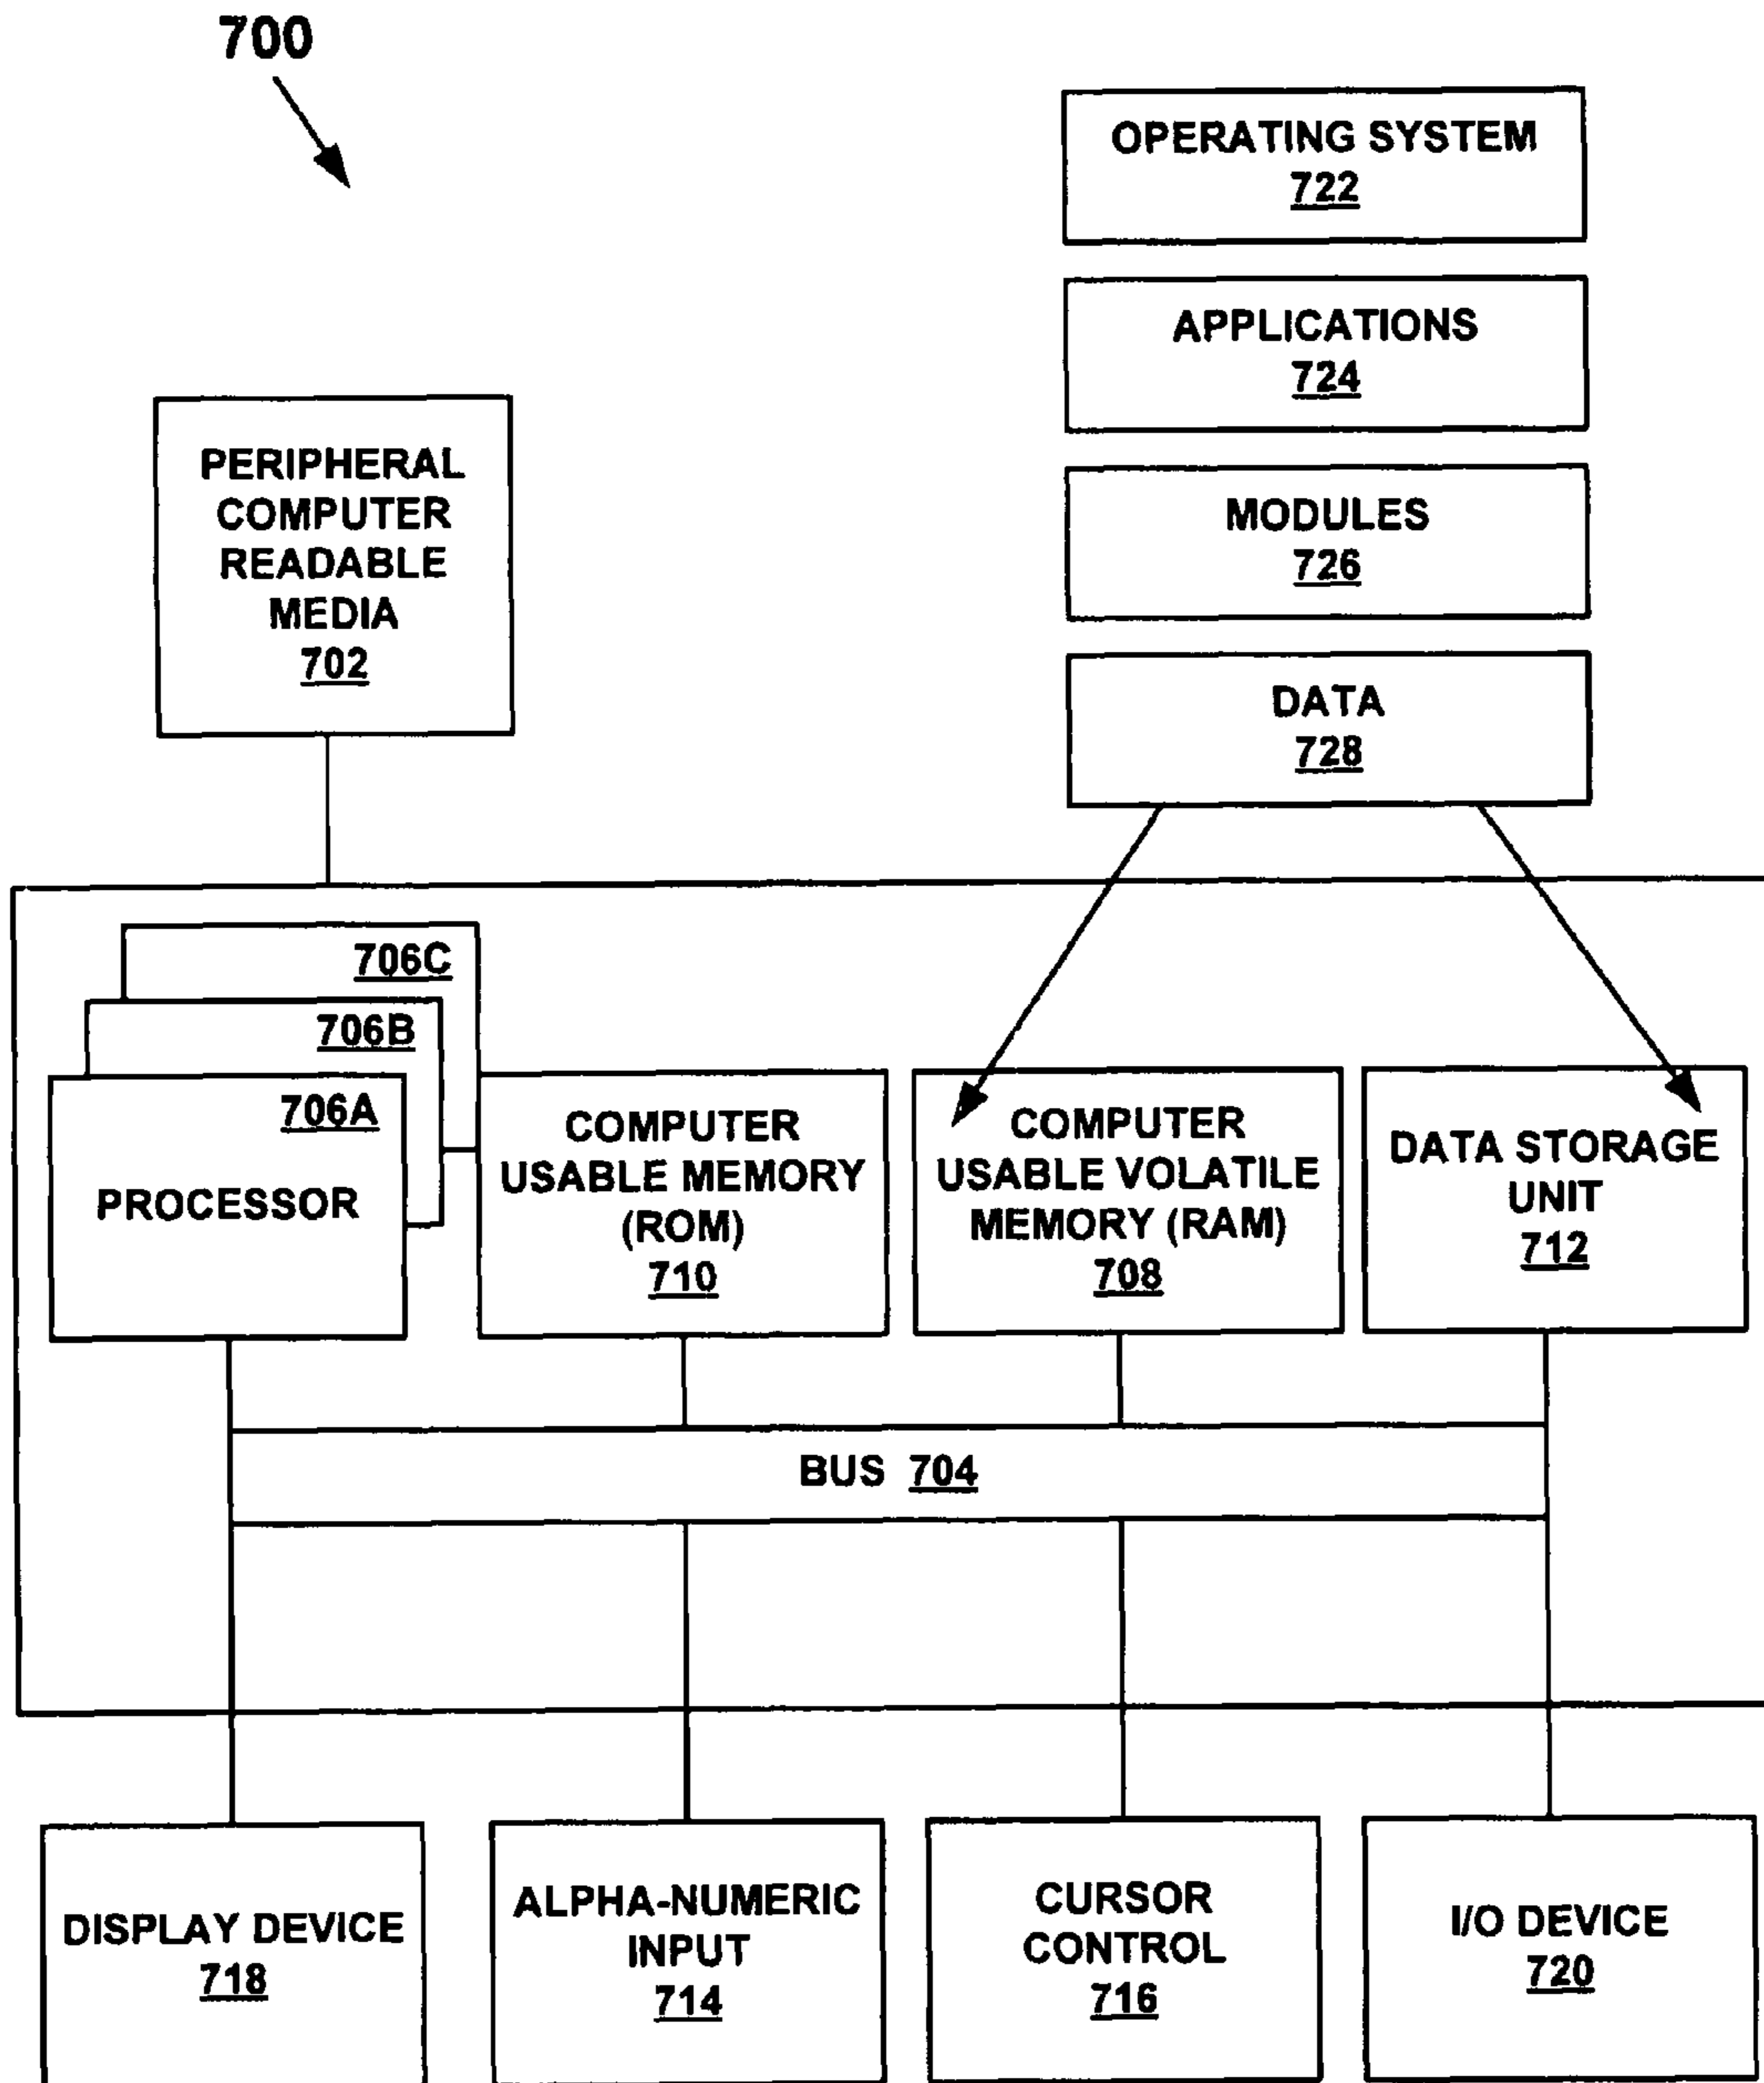 700
OPERATING SYSTEM
722
APPLICATIONS
724
MODULES
726
DATA
728
PERIPHERAL
COMPUTER
READABLE
MEDIA
702
706C
706B
706A
PROCESSOR
COMPUTER
USABLE MEMORY
(ROM)
710
COMPUTER
USABLE VOLATILE
MEMORY (RAM)
708
DATA STORAGE
UNIT
712
BUS 704
DISPLAY DEVICE
718
ALPHA-NUMERIC
INPUT
714
CURSOR
CONTROL
716
I/O DEVICE
720